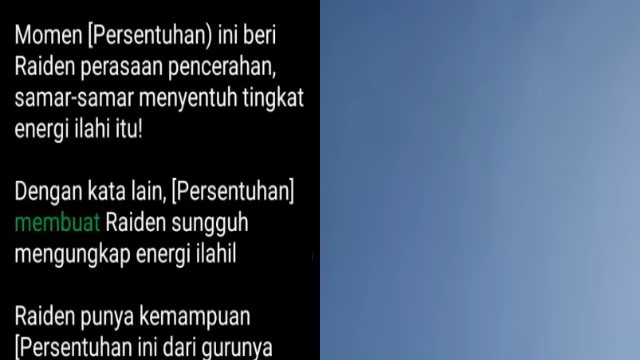 Momen [Persentuhan) ini beri
Raiden perasaan pencerahan,
samar-samar menyentuh tingkat
energi ilahi itu!
Dengan kata lain, [Persentuhan]
membuat Raiden sungguh
mengungkap energi ilahil
Raiden punya kemampuan
[Persentuhan ini dari gurunya